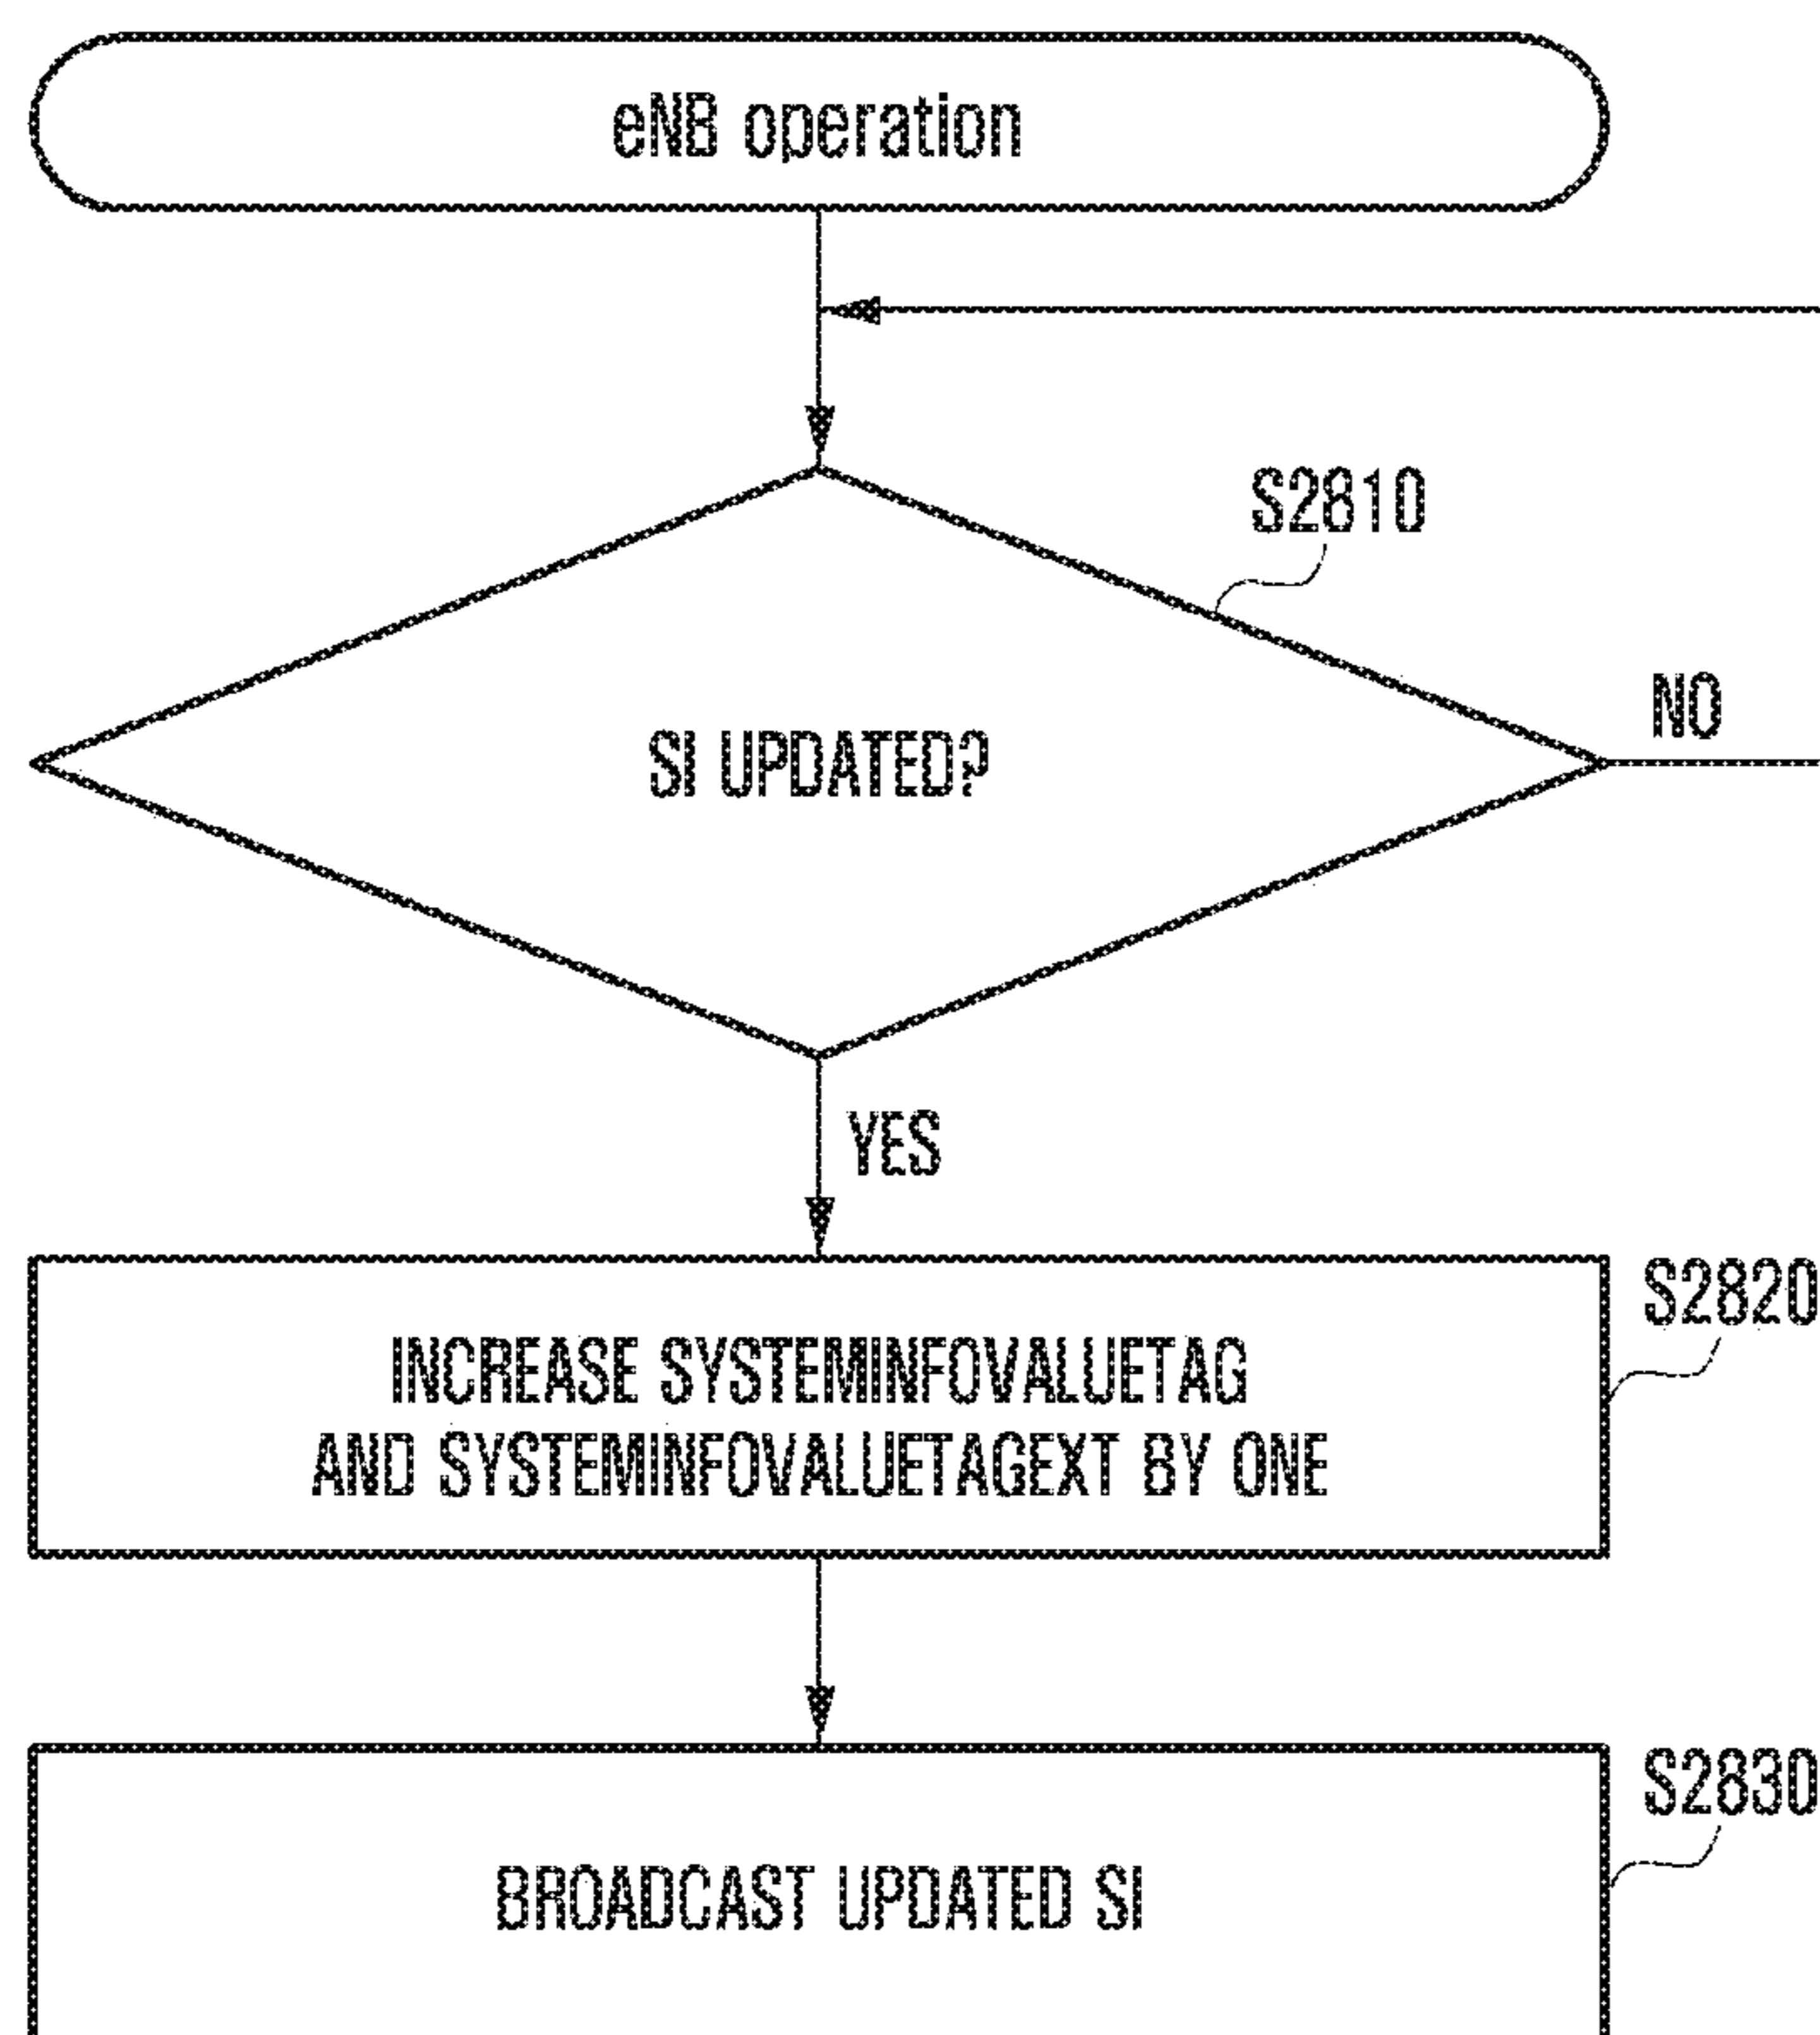 eNB operation
S2810
NO
SI UPDATED?
YES
S2820
INCREASE SYSTEMINFOVALUETAG
AND SYSTEMINFOVALUETAGEXT BY ONE
S2830
BROADCAST UPDATED SI